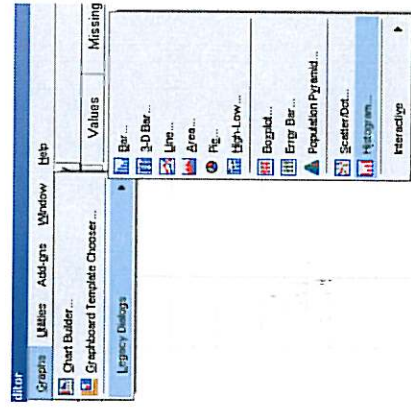 ditor
Graphs Utilities Add-ons Window Help
Chart Builder...
Graphboard Template Chooser...
Legacy Dialogs
Values Missing
Bar...
3-D Bar...
Line...
Area...
Pie...
High-Low...
Boxplot...
Error Bar...
Population Pyramid...
Scatter/Dot...
Histogram...
Interactive